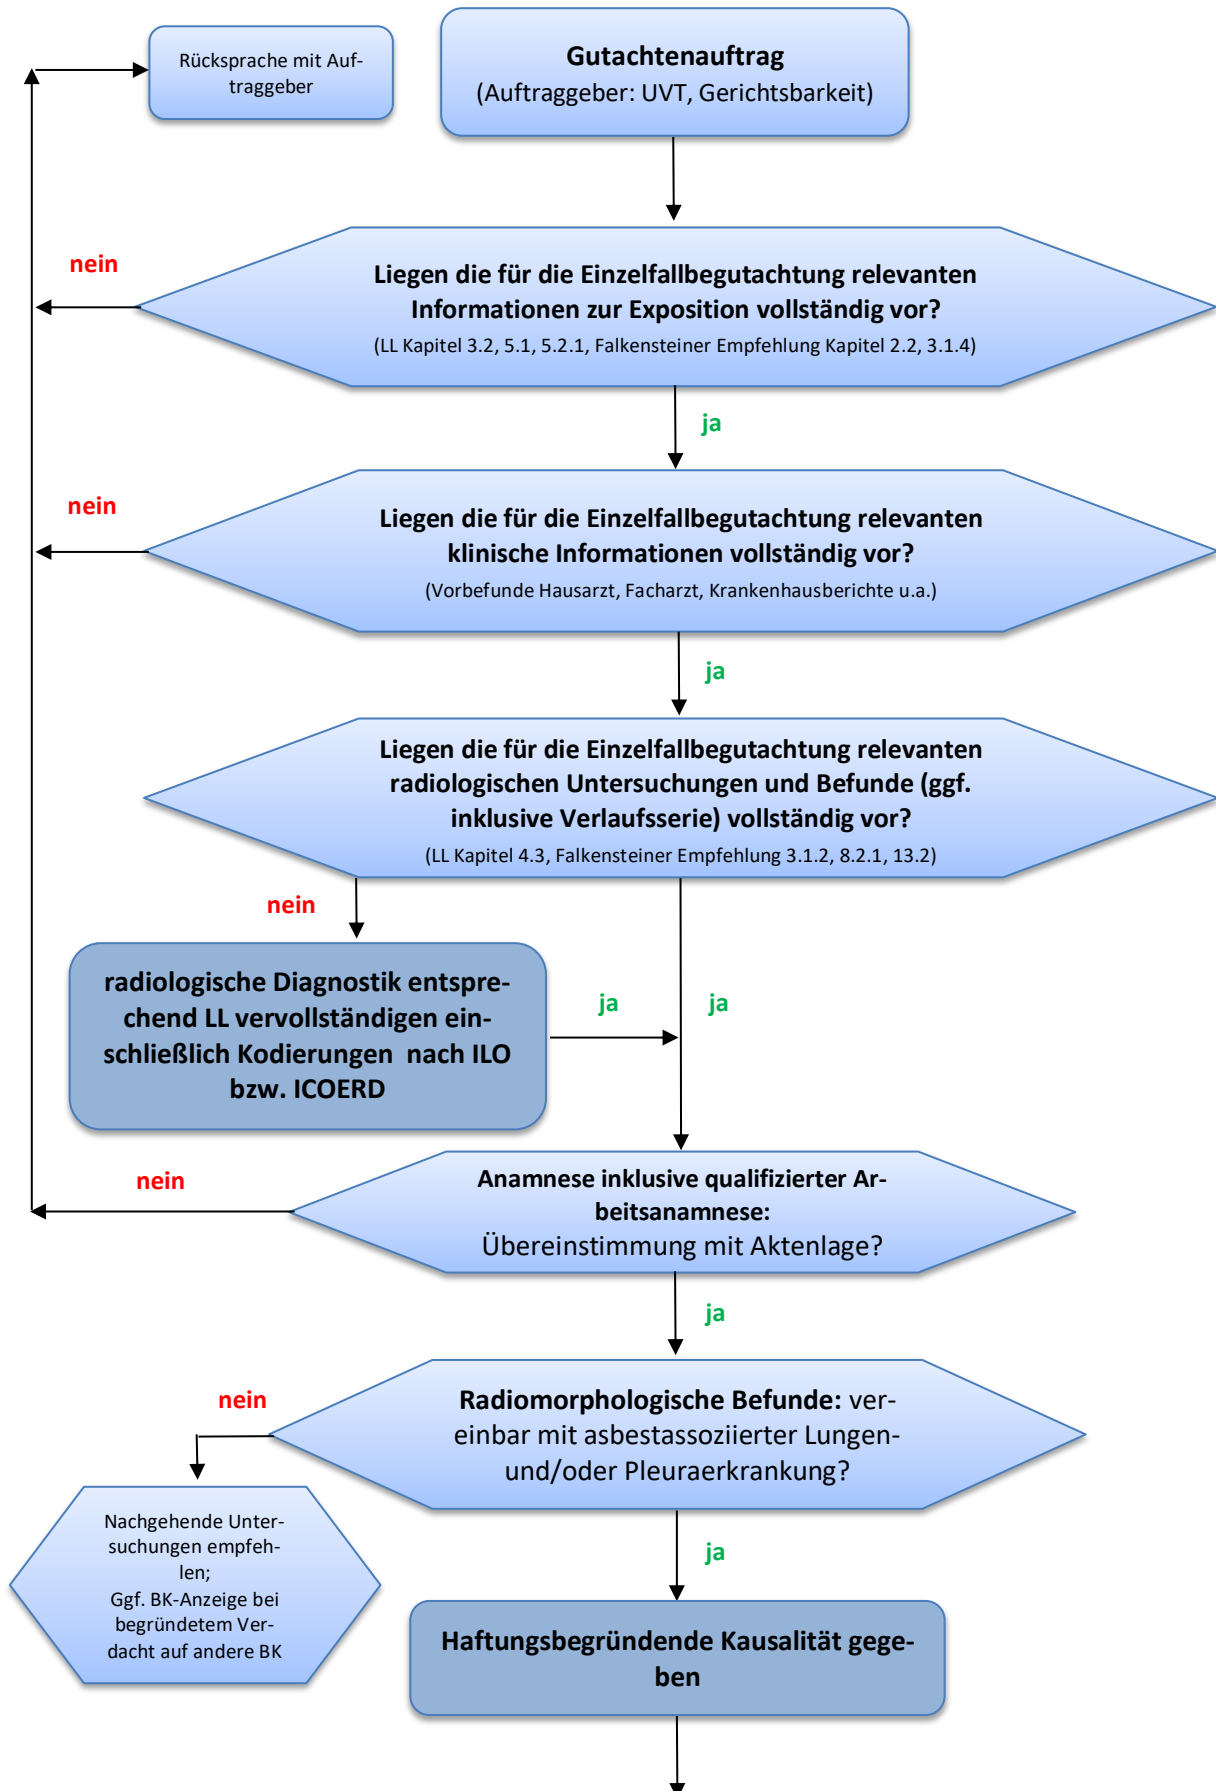 Rücksprache mit Auf-
traggeber
Gutachtenauftrag
(Auftraggeber: UVT, Gerichtsbarkeit)
nein
Liegen die für die Einzelfallbegutachtung relevanten
Informationen zur Exposition vollständig vor?
(LL Kapitel 3.2, 5.1, 5.2.1, Falkensteiner Empfehlung Kapitel 2.2, 3.1.4)
ja
nein
Liegen die für die Einzelfallbegutachtung relevanten
klinische Informationen vollständig vor?
(Vorbefunde Hausarzt, Facharzt, Krankenhausberichte u.a.)
ja
Liegen die für die Einzelfallbegutachtung relevanten
radiologischen Untersuchungen und Befunde (ggf.
inklusive Verlaufsserie) vollständig vor?
(LL Kapitel 4.3, Falkensteiner Empfehlung 3.1.2, 8.2.1, 13.2)
nein
radiologische Diagnostik entspre-
chend LL vervollständigen ein-
schließlich Kodierungen nach ILO
bzw. ICOERD
ja
ja
nein
Anamnese inklusive qualifizierter Ar-
beitsanamnese:
Übereinstimmung mit Aktenlage?
ja
nein
Radiomorphologische Befunde: ver-
einbar mit asbestassoziierter Lungen-
und/oder Pleuraerkrankung?
Nachgehende Unter-
suchungen empfeh-
len;
Ggf. BK-Anzeige bei
begründetem Ver-
dacht auf andere BK
ja
Haftungsbegründende Kausalität gege-
ben